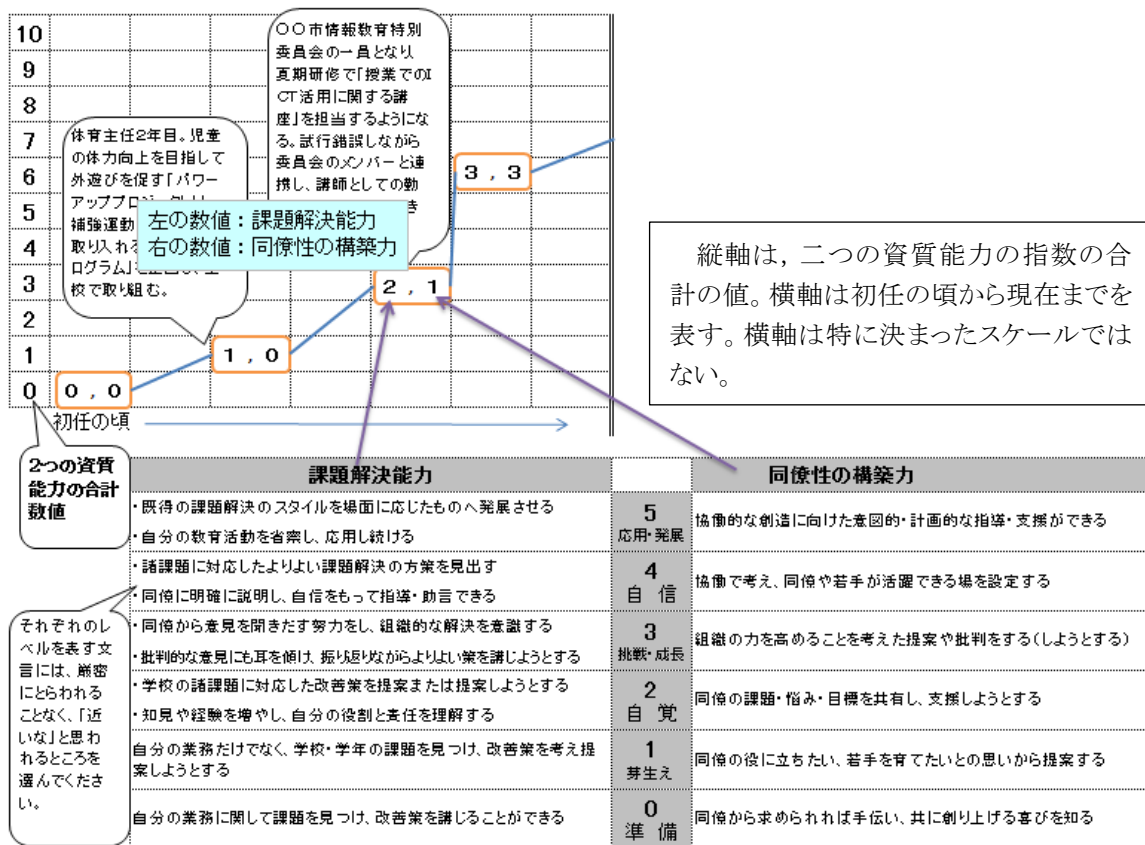 10
9
8
7
6
5
4
3
2
1
0
〇〇市情報教育特別
委員会の一員となり、
夏期研修で「授業でのI
CT活用に関する講
座」を担当するようにな
る。試行錯誤しながら
委員会のメンバーと連
携し、講師としての勤
き
体育主任2年目。児童
の体力向上を目指して
外遊びを促す「パワー
アッププロジェクト」
補強運動
取り入れる
ログラム」を
校で取り組む。
左の数値：課題解決能力
右の数値：同僚性の構築力
3 , 3
2 , 1
1 , 0
0 , 0
初任の頃
縦軸は，二つの資質能力の指数の合
計の値。横軸は初任の頃から現在までを
表す。横軸は特に決まったスケールでは
ない。
2つの資質
能力の合計
数値
課題解決能力
同僚性の構築力
・既得の課題解決のスタイルを場面に応じたものへ発展させる
・自分の教育活動を省察し、応用し続ける
5
応用・発展
協働的な創造に向けた意図的・計画的な指導・支援ができる
・諸課題に対応したよりよい課題解決の方策を見出す
・同僚に明確に説明し、自信をもって指導・助言できる
4
自 信
協働で考え、同僚や若手が活躍できる場を設定する
・同僚から意見を聞きだす努力をし、組織的な解決を意識する
・批判的な意見にも耳を傾け、振り返りながらよりよい策を講じようとする
3
挑戦・成長
組織の力を高めることを考えた提案や批判をする(しようとする)
・学校の諸課題に対応した改善策を提案または提案しようとする
・知見や経験を増やし、自分の役割と責任を理解する
2
自 覚
同僚の課題・悩み・目標を共有し、支援しようとする
自分の業務だけでなく、学校・学年の課題を見つけ、改善策を考え提
案しようとする
1
芽生え
同僚の役に立ちたい、若手を育てたいとの思いから提案する
自分の業務に関して課題を見つけ、改善策を講じることができる
0
準 備
同僚から求められれば手伝い、共に創り上げる喜びを知る
それぞれのレ
ベルを表す文
言には、厳密
にとらわれる
ことなく、「近
いな」と思わ
れるところを
選んでくださ
い。